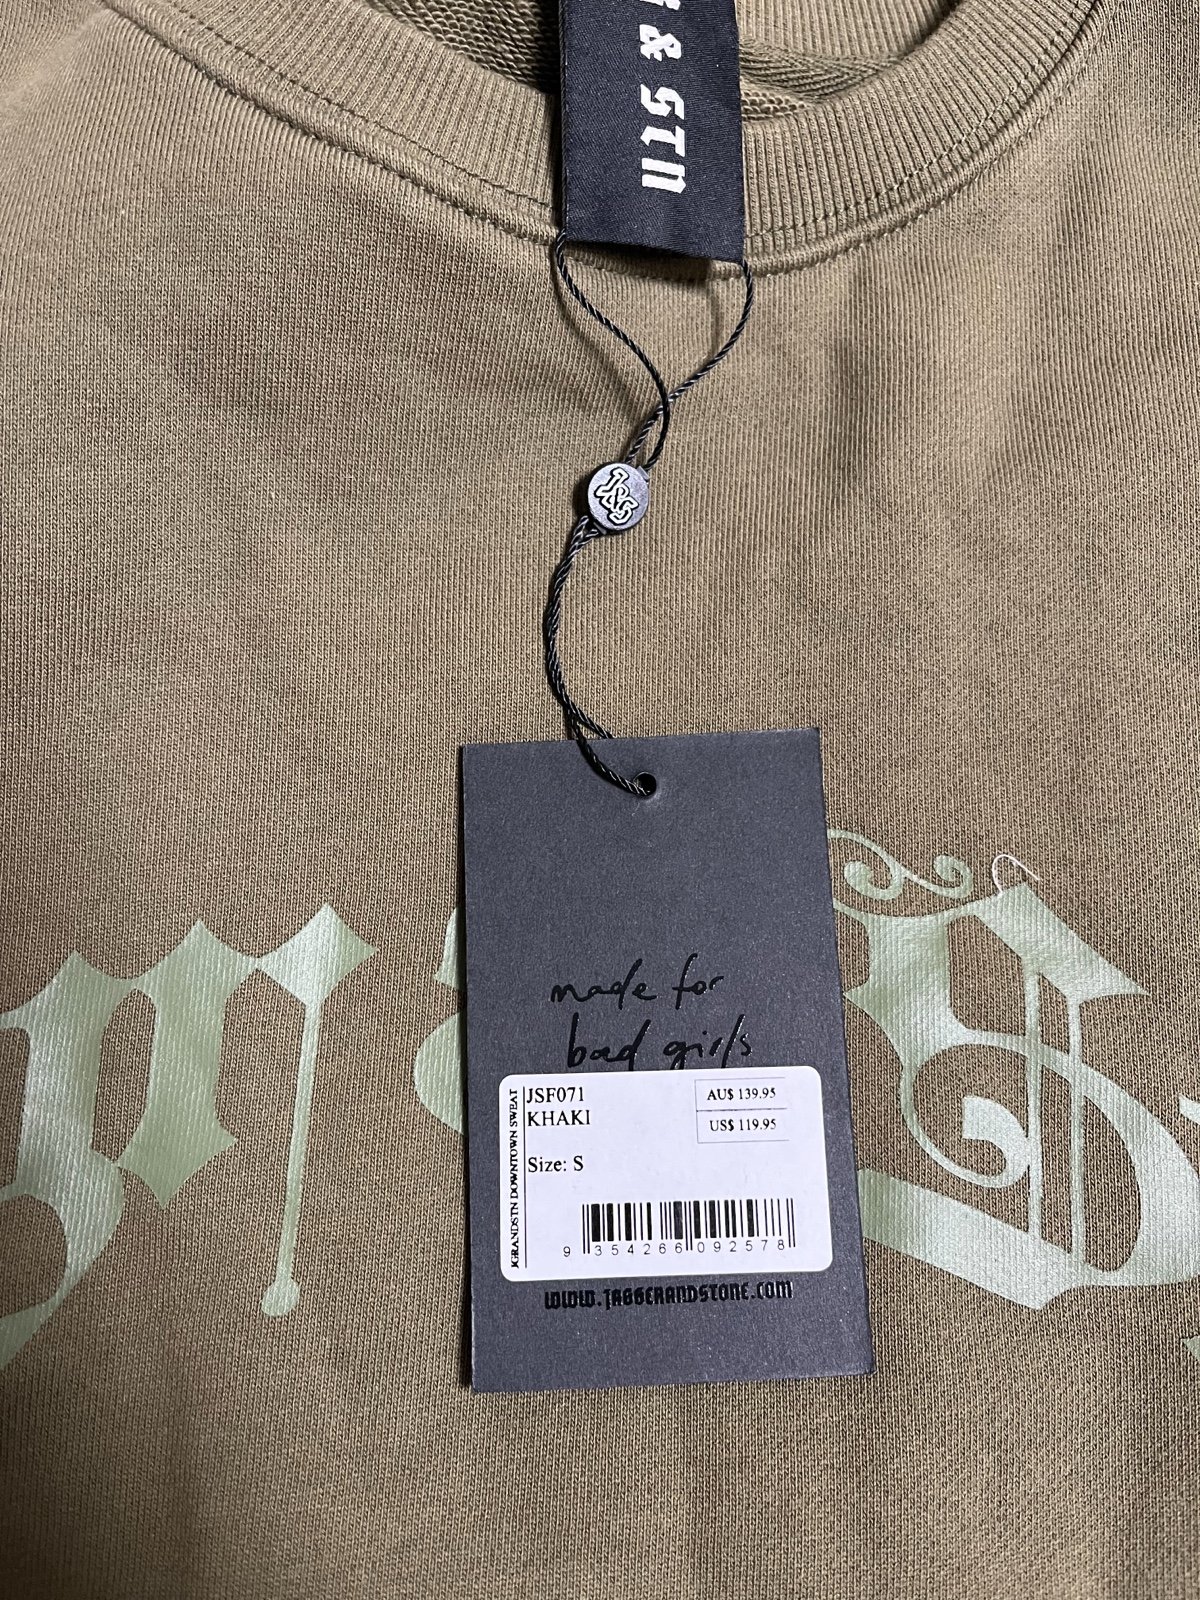 & STN
J&S
made for
bad girls
JGRANDSTN DOWNTOWN SWEAT
JSF071
KHAKI
AU$ 139.95
US$ 119.95
Size: S
9 354266 092578
WWW.JAGGERANDSTONE.COM